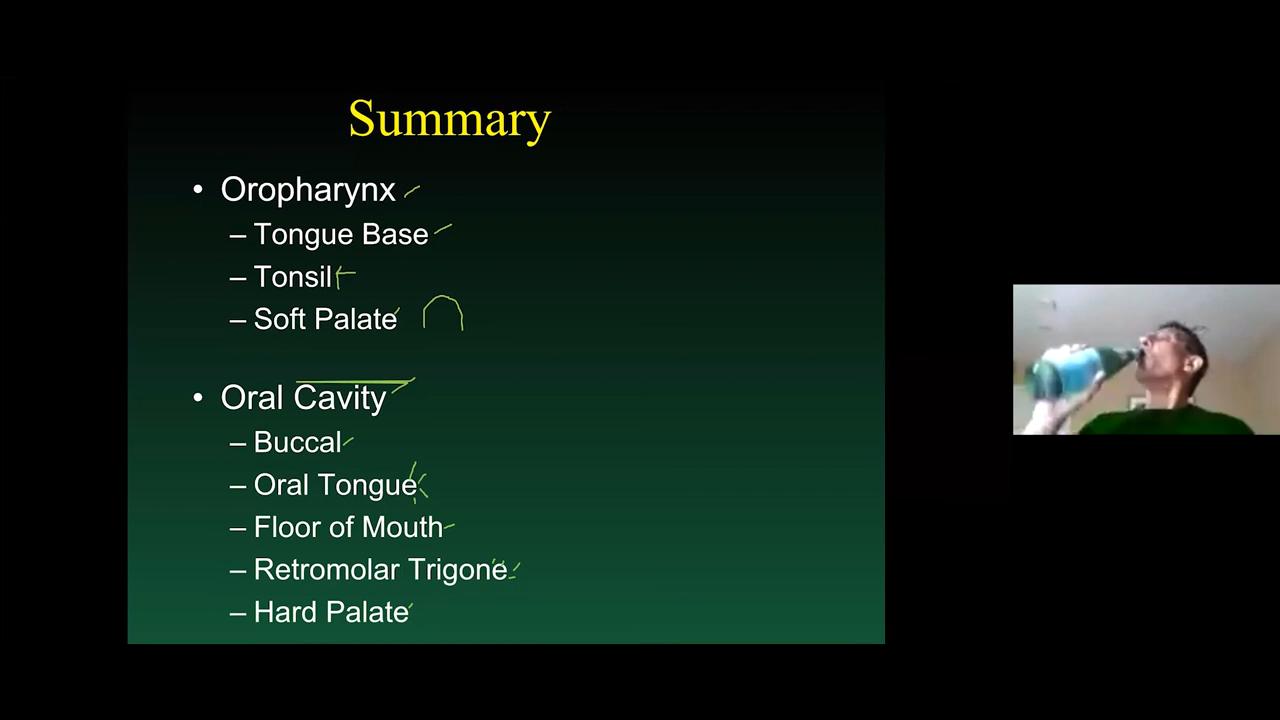 Summary
• Oropharynx
– Tongue Base
– Tonsil
– Soft Palate
• Oral Cavity
– Buccal
– Oral Tongue
– Floor of Mouth
– Retromolar Trigone
– Hard Palate